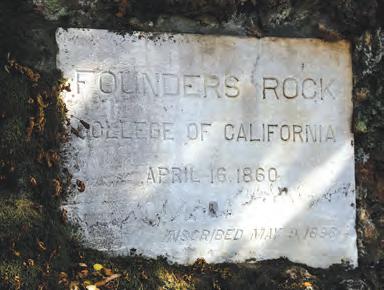 FOUNDERS ROCK
COLLEGE OF CALIFORNIA
APRIL 16, 1860
INSCRIBED MAY 9, 1896